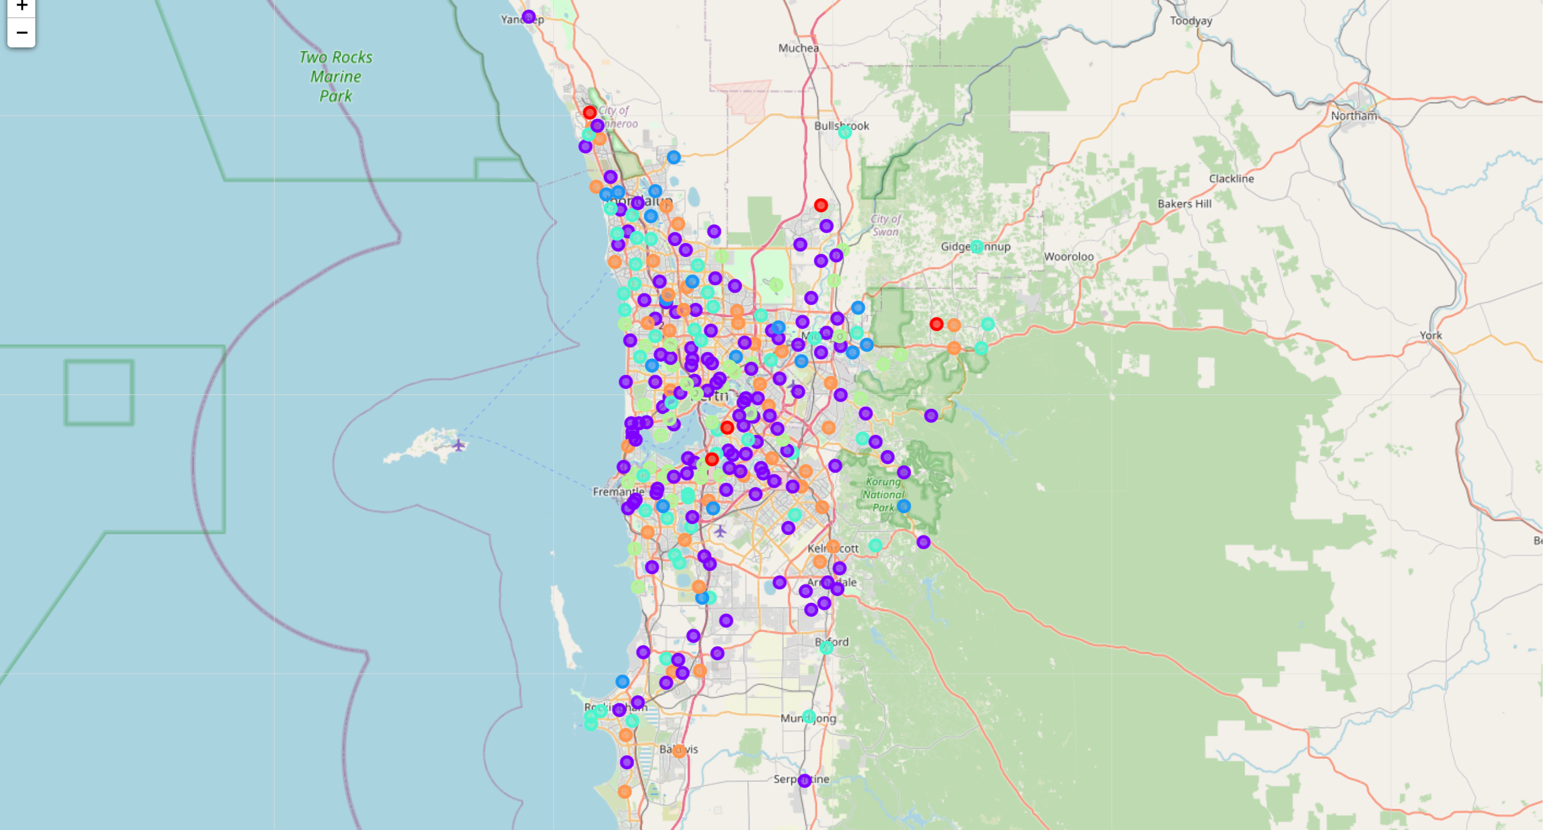 +
−
Yanchep
Toodyay
Muchea
Two Rocks
Marine
Park
City of
Bullsbrook
Northam
Clackline
Bakers Hill
City of
Swan
Gidgegannup
Wooroloo
York
Perth
Fremantle
Korung
National
Park
Kelmscott
Armadale
Byford
Rockingham
Mundijong
Baldivis
Serpentine